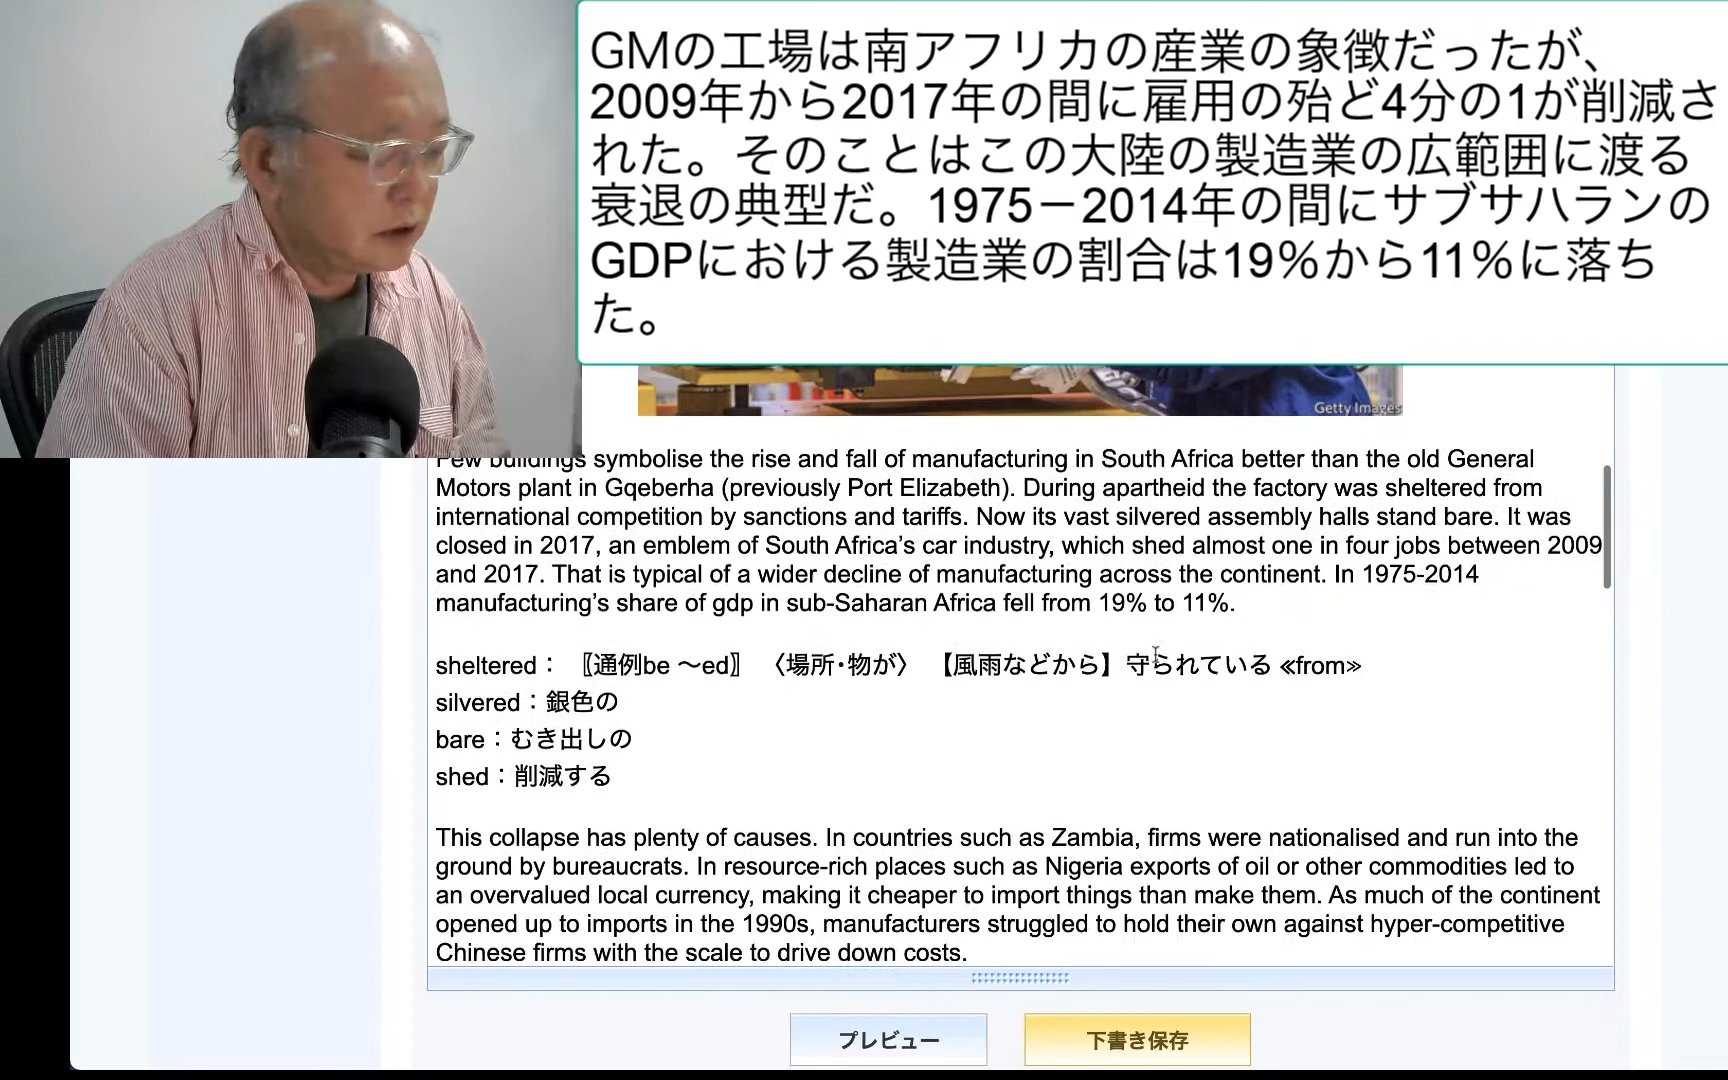 GMの工場は南アフリカの産業の象徴だったが、
2009年から2017年の間に雇用の殆ど4分の1が削減さ
れた。そのことはこの大陸の製造業の広範囲に渡る
衰退の典型だ。1975－2014年の間にサブサハランの
GDPにおける製造業の割合は19％から11％に落ち
た。
Getty Images
Few buildings symbolise the rise and fall of manufacturing in South Africa better than the old General
Motors plant in Gqeberha (previously Port Elizabeth). During apartheid the factory was sheltered from
international competition by sanctions and tariffs. Now its vast silvered assembly halls stand bare. It was
closed in 2017, an emblem of South Africa’s car industry, which shed almost one in four jobs between 2009
and 2017. That is typical of a wider decline of manufacturing across the continent. In 1975-2014
manufacturing’s share of gdp in sub-Saharan Africa fell from 19% to 11%.
sheltered： 〖通例be ～ed〗 〈場所･物が〉 【風雨などから】守られている ≪from≫
silvered：銀色の
bare：むき出しの
shed：削減する
This collapse has plenty of causes. In countries such as Zambia, firms were nationalised and run into the
ground by bureaucrats. In resource-rich places such as Nigeria exports of oil or other commodities led to
an overvalued local currency, making it cheaper to import things than make them. As much of the continent
opened up to imports in the 1990s, manufacturers struggled to hold their own against hyper-competitive
Chinese firms with the scale to drive down costs.
プレビュー
下書き保存